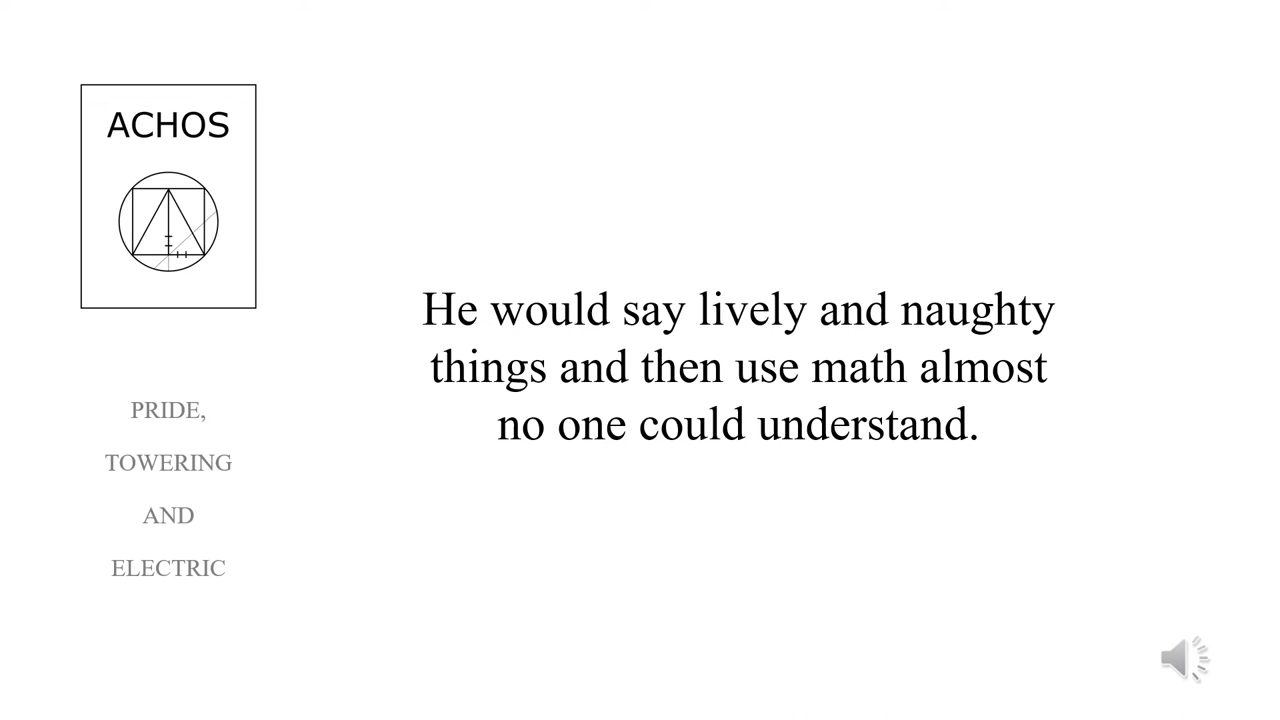 ACHOS
PRIDE,
TOWERING
AND
ELECTRIC
He would say lively and naughty
things and then use math almost
no one could understand.